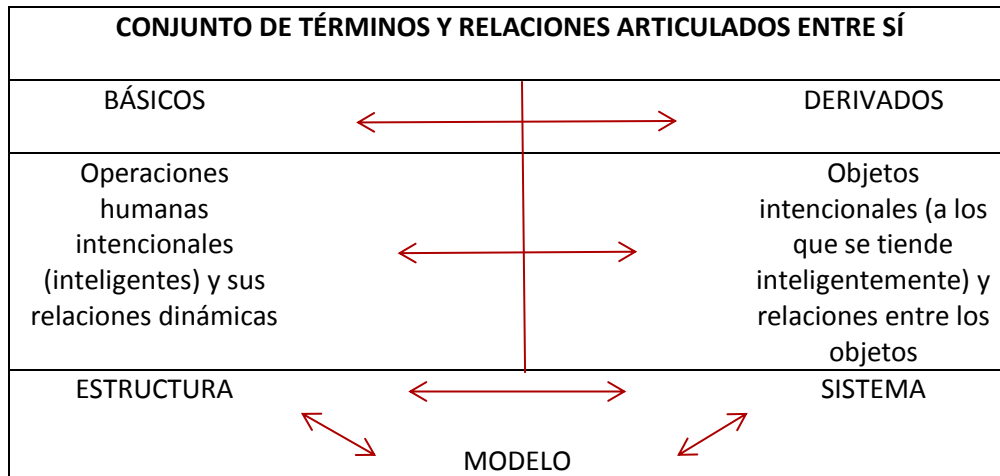 CONJUNTO DE TÉRMINOS Y RELACIONES ARTICULADOS ENTRE SÍ
BÁSICOS
DERIVADOS
Operaciones
humanas
intencionales
(inteligentes) y sus
relaciones dinámicas
Objetos
intencionales (a los
que se tiende
inteligentemente) y
relaciones entre los
objetos
ESTRUCTURA
SISTEMA
MODELO